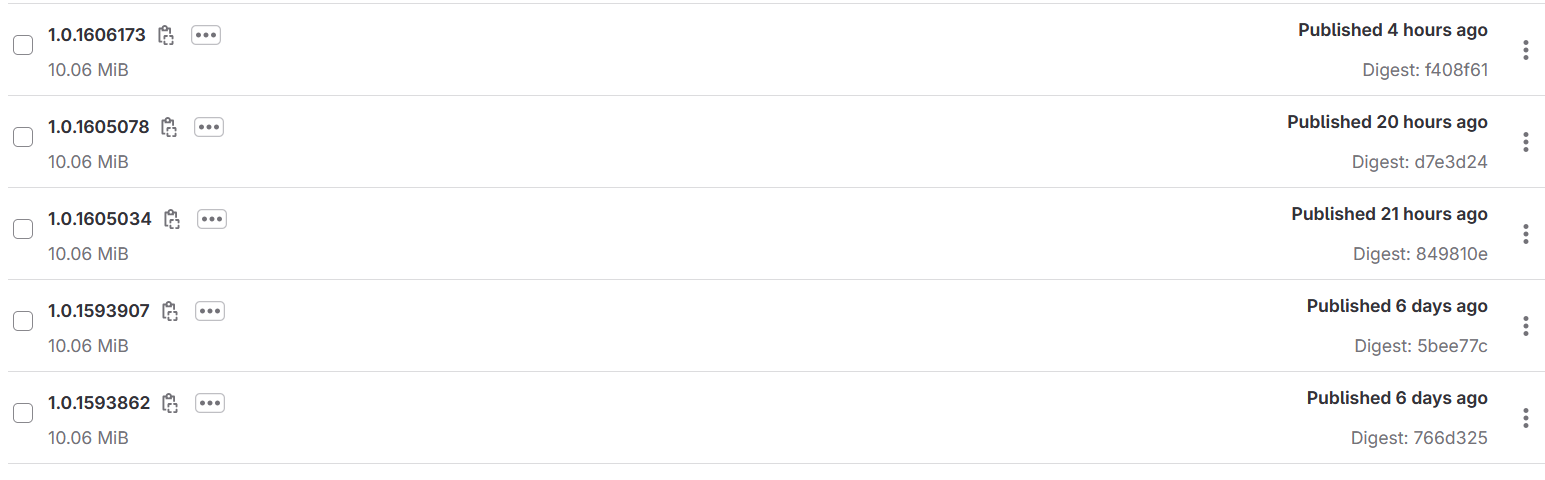 1.0.1606173
Published 4 hours ago
10.06 MiB
Digest: f408f61
1.0.1605078
Published 20 hours ago
10.06 MiB
Digest: d7e3d24
1.0.1605034
Published 21 hours ago
10.06 MiB
Digest: 849810e
1.0.1593907
Published 6 days ago
10.06 MiB
Digest: 5bee77c
1.0.1593862
Published 6 days ago
10.06 MiB
Digest: 766d325